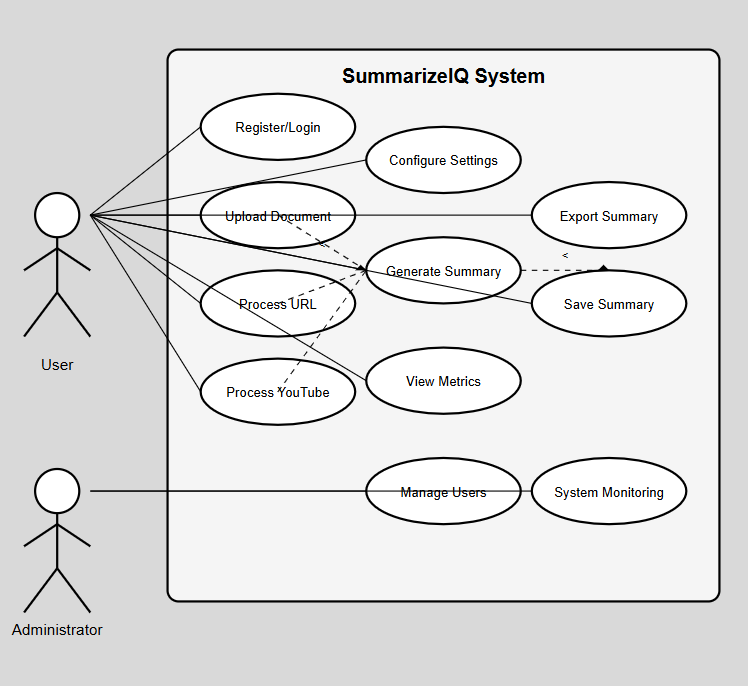 SummarizeIQ System
Register/Login
Configure Settings
Upload Document
Export Summary
<
<
Generate Summary
Process URL
Save Summary
User
View Metrics
Process YouTube
Manage Users
System Monitoring
Administrator